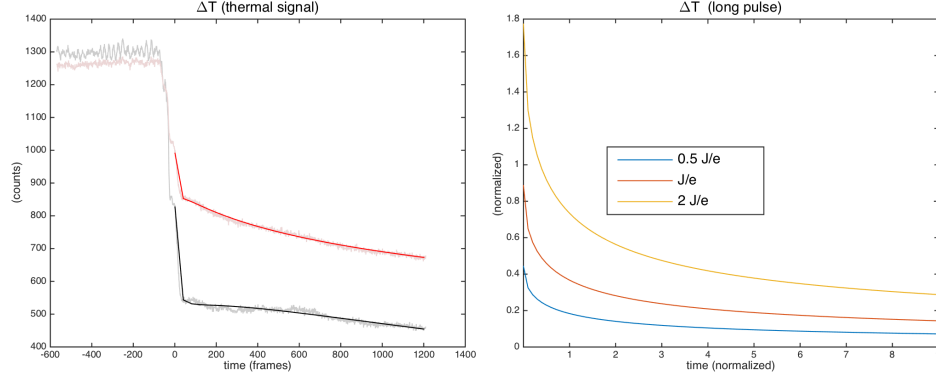 ΔT (thermal signal)
1400
1300
1200
1100
1000
900
800
700
600
500
400
(counts)
-600 -400 -200 0 200 400 600 800 1000 1200 1400
time (frames)
ΔT (long pulse)
1.8
1.6
1.4
1.2
1
0.8
0.6
0.4
0.2
0
(normalized)
0.5 J/e
J/e
2 J/e
1 2 3 4 5 6 7 8
time (normalized)